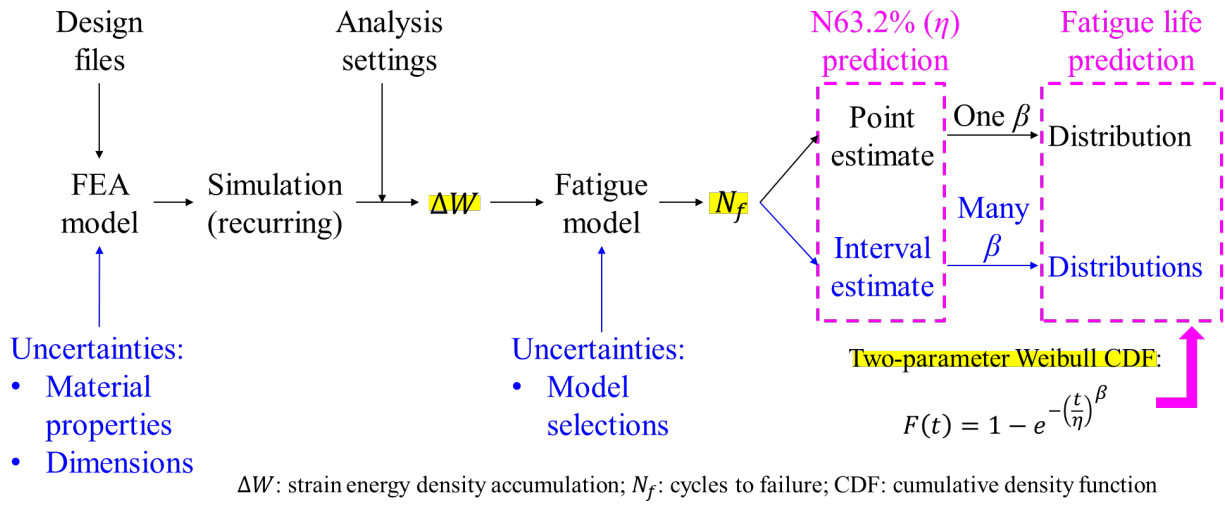 Design
files
Analysis
settings
N63.2% (η)
prediction
Fatigue life
prediction
FEA
model
Simulation
(recurring)
ΔW
Fatigue
model
N_f
Point
estimate
One β
Distribution
Interval
estimate
Many
β
Distributions
Uncertainties:
• Material
properties
• Dimensions
Uncertainties:
• Model
selections
Two-parameter Weibull CDF:
F(t) = 1 − e^{−(t/η)^β}
ΔW: strain energy density accumulation; N_f: cycles to failure; CDF: cumulative density function